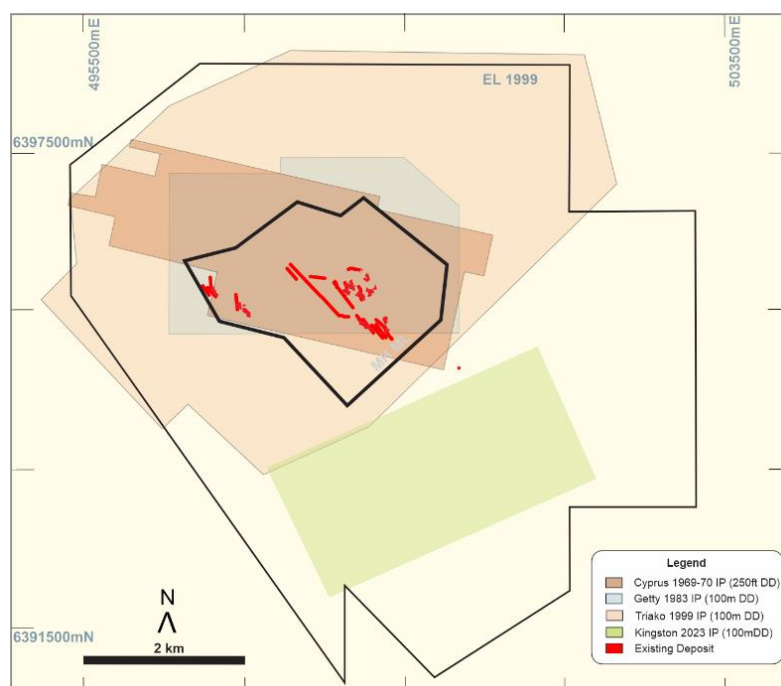 495500mE
503500mE
EL 1999
6397500mN
6391500mN
N
2 km
Legend
Cyprus 1969-70 IP (250ft DD)
Getty 1983 IP (100m DD)
Triako 1999 IP (100m DD)
Kingston 2023 IP (100mDD)
Existing Deposit